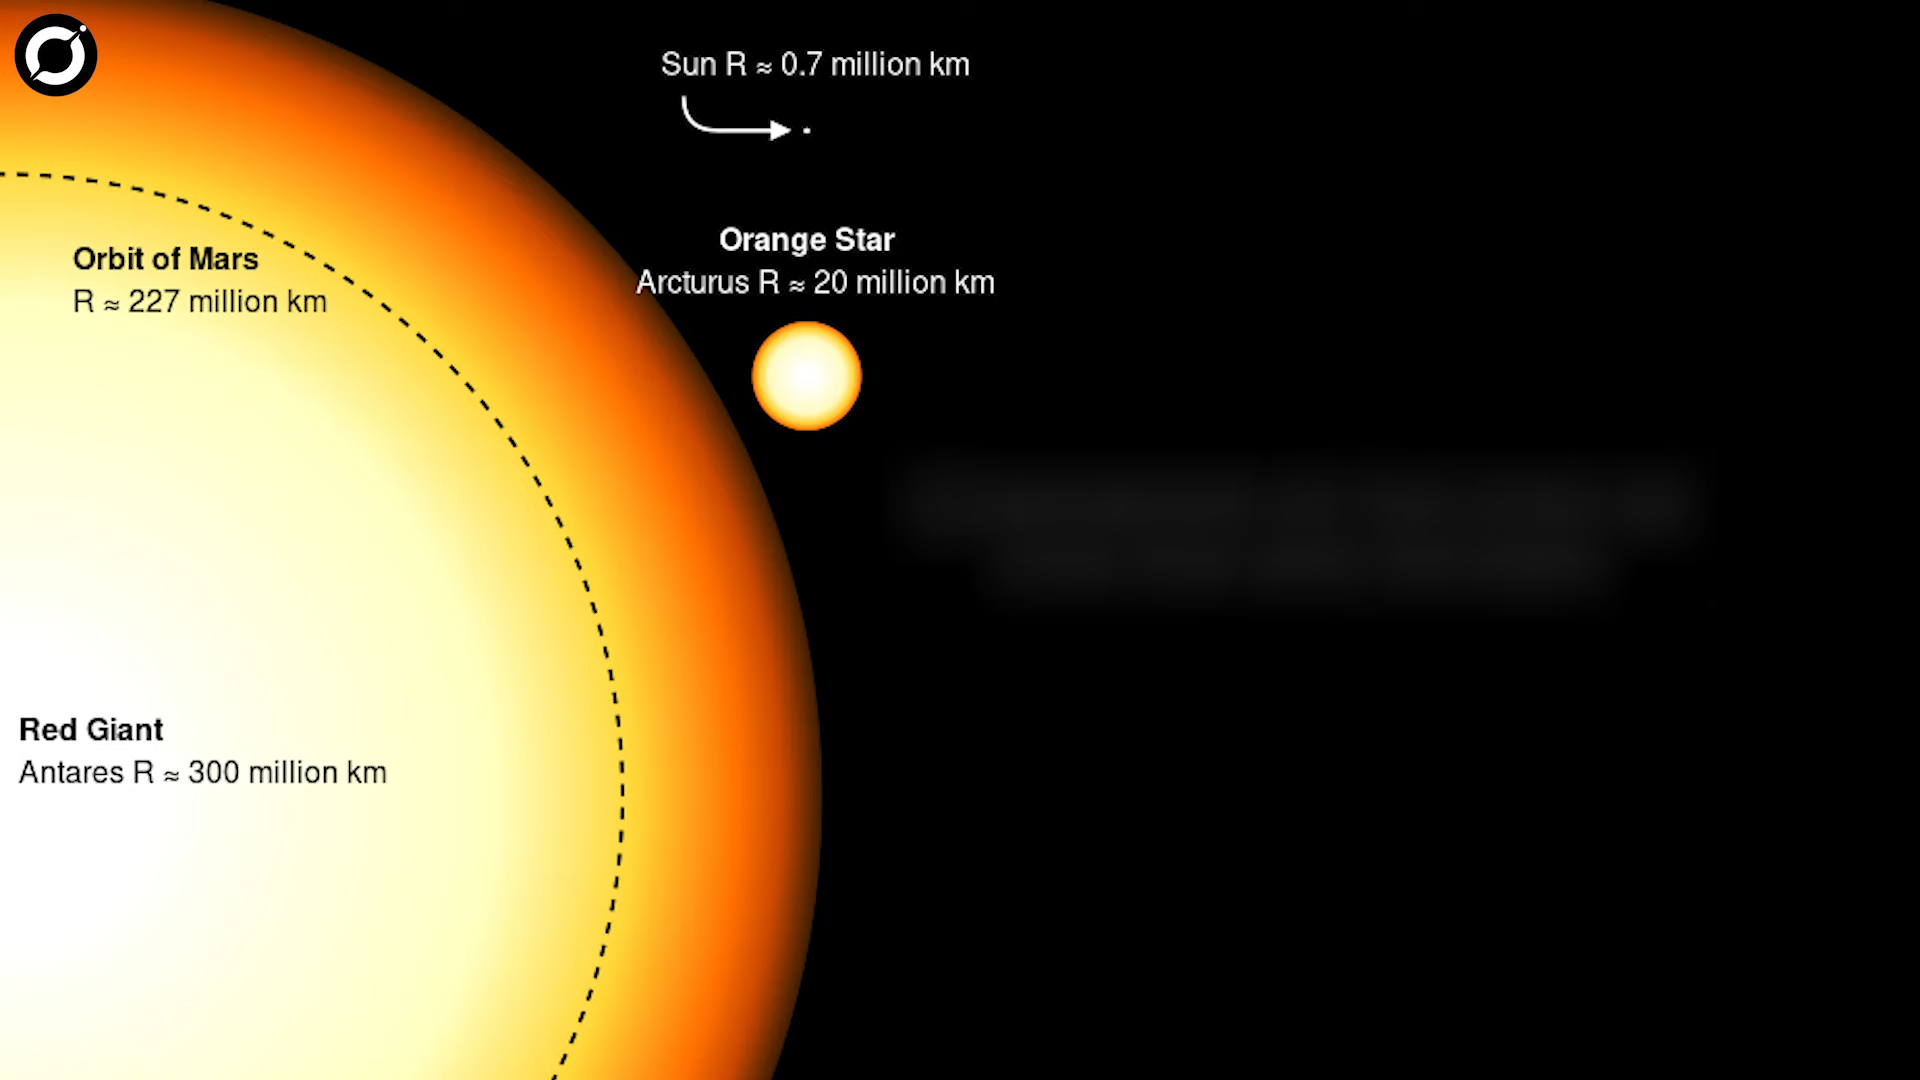 Sun R ≈ 0.7 million km
Orange Star
Arcturus R ≈ 20 million km
Orbit of Mars
R ≈ 227 million km
Red Giant
Antares R ≈ 300 million km